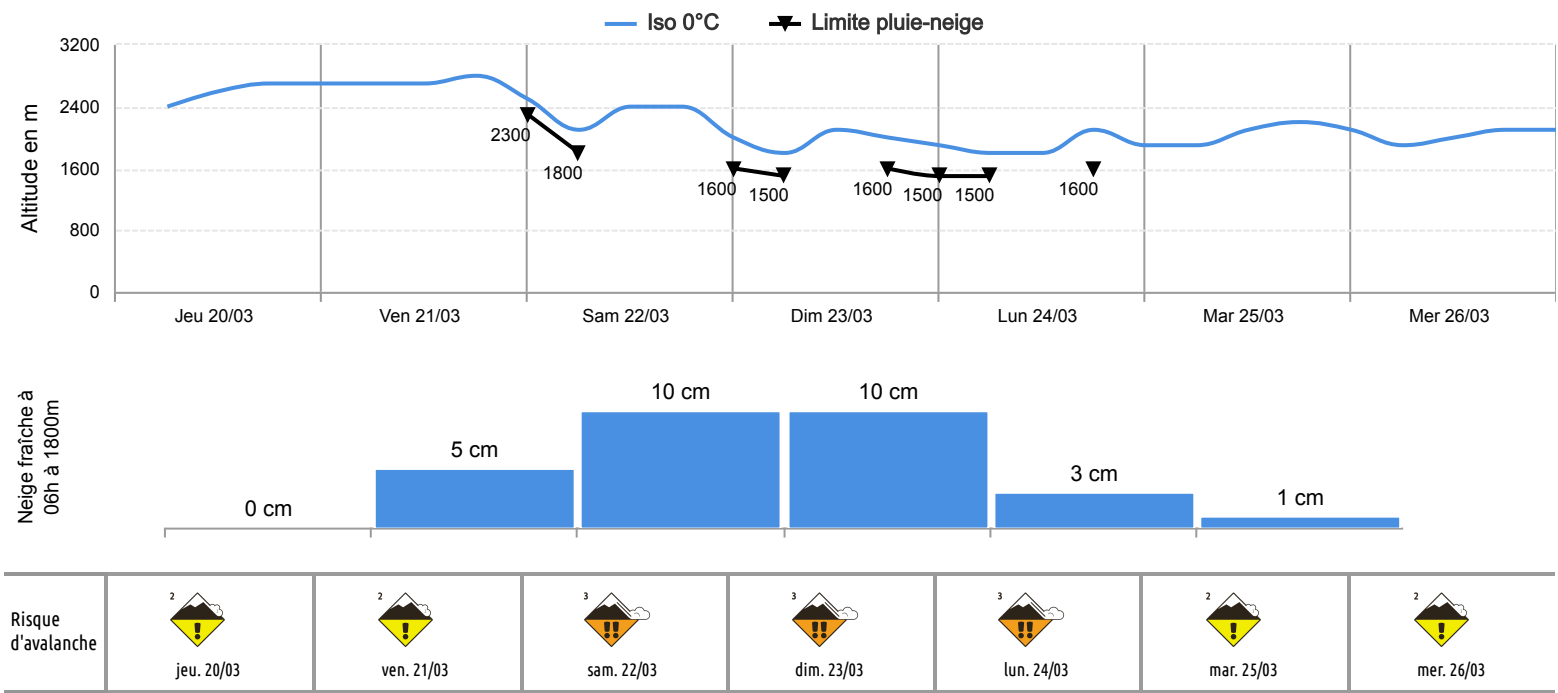 Iso 0°C Limite pluie-neige
Altitude en m
3200
2400
1600
800
0
2300
1800
1600
1500
1600
1500
1500
1600
Jeu 20/03 Ven 21/03 Sam 22/03 Dim 23/03 Lun 24/03 Mar 25/03 Mer 26/03
Neige fraîche à
06h à 1800m
0 cm
5 cm
10 cm
10 cm
3 cm
1 cm
Risque
d'avalanche
2 2 3 3 3 2 2
! ! !! !! !! ! !
jeu. 20/03 ven. 21/03 sam. 22/03 dim. 23/03 lun. 24/03 mar. 25/03 mer. 26/03